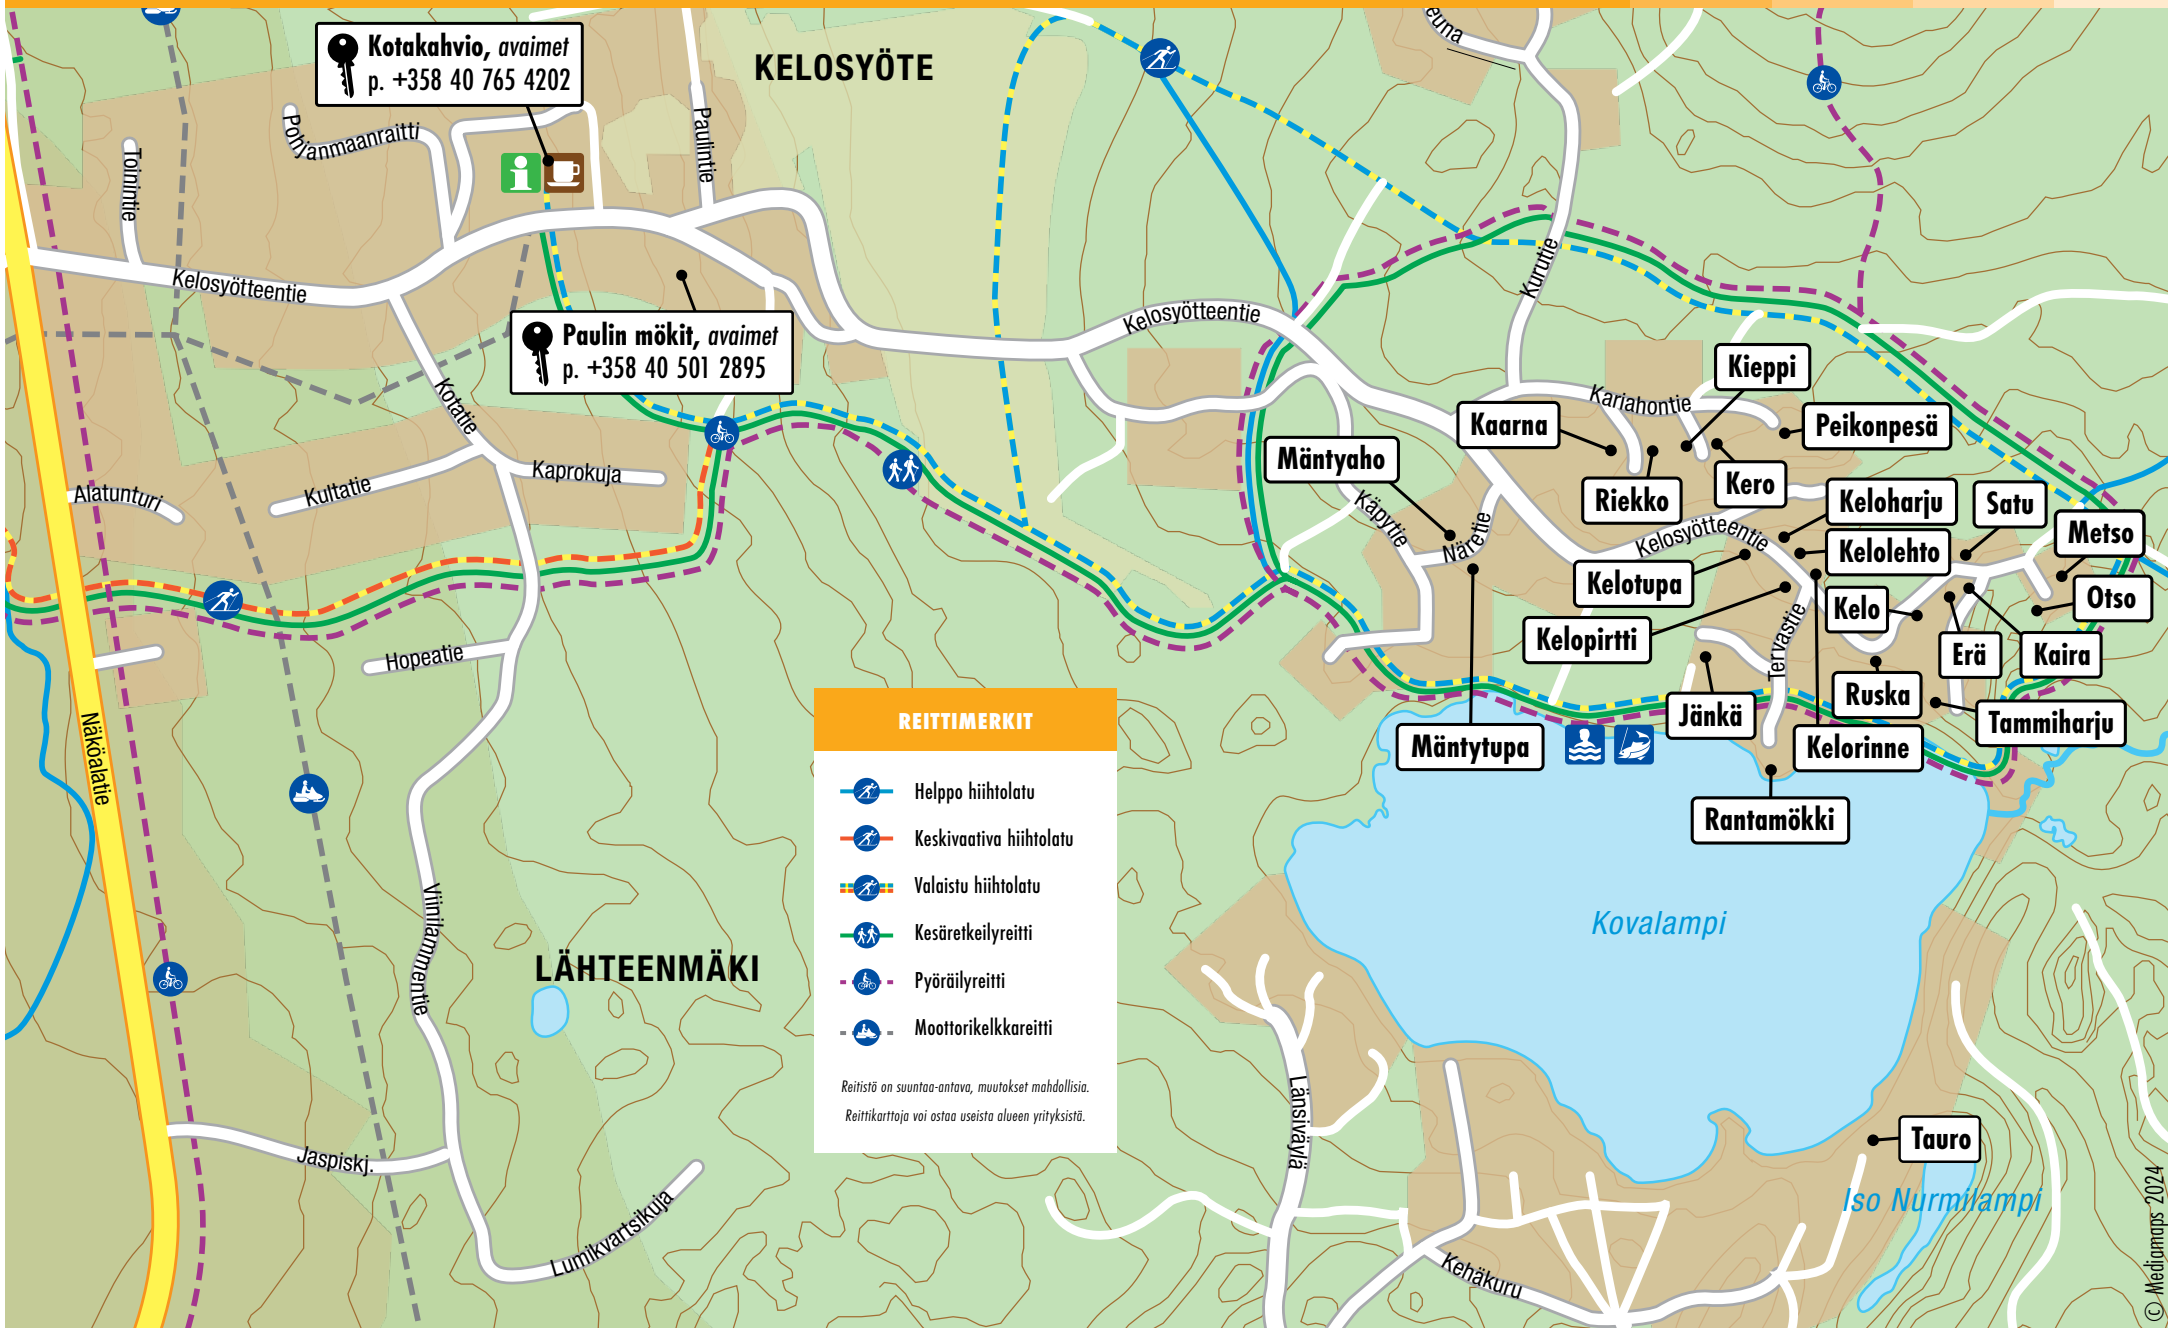 Kotakahvio, avaimet
p. +358 40 765 4202
KELOSYÖTE
euna
Pohjanmaanraitti
Toinintie
Paulintie
Kelosyötteentie
Kurutie
Paulin mökit, avaimet
p. +358 40 501 2895
Kelosyötteentie
Kieppi
Kotatie
Kariahontie
Kaarna
Peikonpesä
Mäntyaho
Kaprokuja
Kultatie
Alatunturi
Riekko
Kero
Keloharju
Satu
Käpytie
Näretie
Kelosyötteentie
Metso
Kelolehto
Kelotupa
Kelo
Otso
Kelopirtti
Tervastie
Erä
Kaira
Hopeatie
Ruska
Jänkä
Tammiharju
Mäntytupa
Kelorinne
Näköalatie
Rantamökki
REITTIMERKIT
Helppo hiihtolatu
Keskivaativa hiihtolatu
Valaistu hiihtolatu
Kesäretkeilyreitti
Pyöräilyreitti
Moottorikelkkareitti
Reitistö on suuntaa-antava, muutokset mahdollisia.
Reittikarttoja voi ostaa useista alueen yrityksistä.
Viinilammentie
LÄHTEENMÄKI
Kovalampi
Länsiväylä
Tauro
Jaspiskj.
Iso Nurmilampi
Lumikvartsikuja
Kehäkuru
© Mediamaps 2024